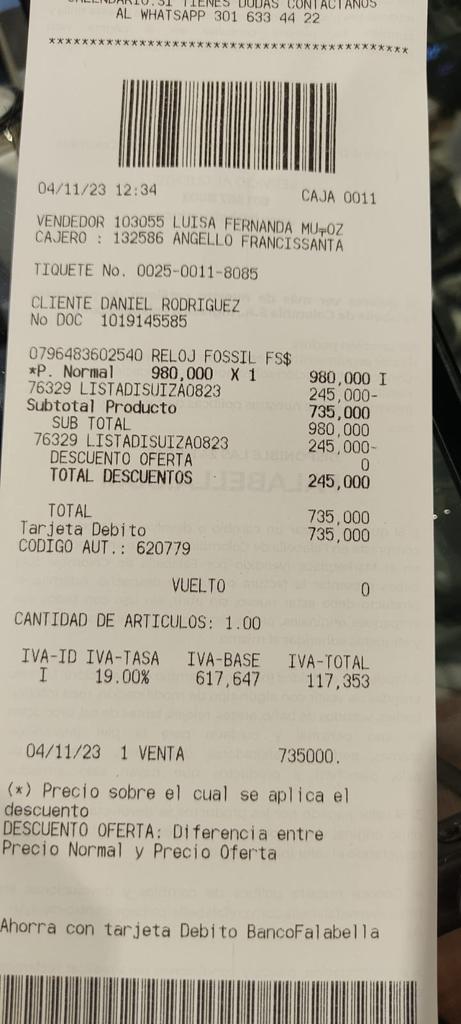 CALENDARIO.SI TIENES DUDAS CONTACTANOS
AL WHATSAPP 301 633 44 22
****************************************
04/11/23 12:34 CAJA 0011
VENDEDOR 103055 LUISA FERNANDA MU╤OZ
CAJERO : 132586 ANGELLO FRANCISSANTA
TIQUETE No. 0025-0011-8085
CLIENTE DANIEL RODRIGUEZ
No DOC 1019145585
0796483602540 RELOJ FOSSIL FS$
*P. Normal 980,000 X 1 980,000 I
76329 LISTADISUIZA0823 245,000-
Subtotal Producto 735,000
SUB TOTAL 980,000
76329 LISTADISUIZA0823 245,000-
DESCUENTO OFERTA 0
TOTAL DESCUENTOS 245,000
TOTAL 735,000
Tarjeta Debito 735,000
CODIGO AUT.: 620779
VUELTO 0
CANTIDAD DE ARTICULOS: 1.00
IVA-ID IVA-TASA IVA-BASE IVA-TOTAL
I 19.00% 617,647 117,353
04/11/23 1 VENTA 735000.
(*) Precio sobre el cual se aplica el
descuento
DESCUENTO OFERTA: Diferencia entre
Precio Normal y Precio Oferta
Ahorra con tarjeta Debito BancoFalabella